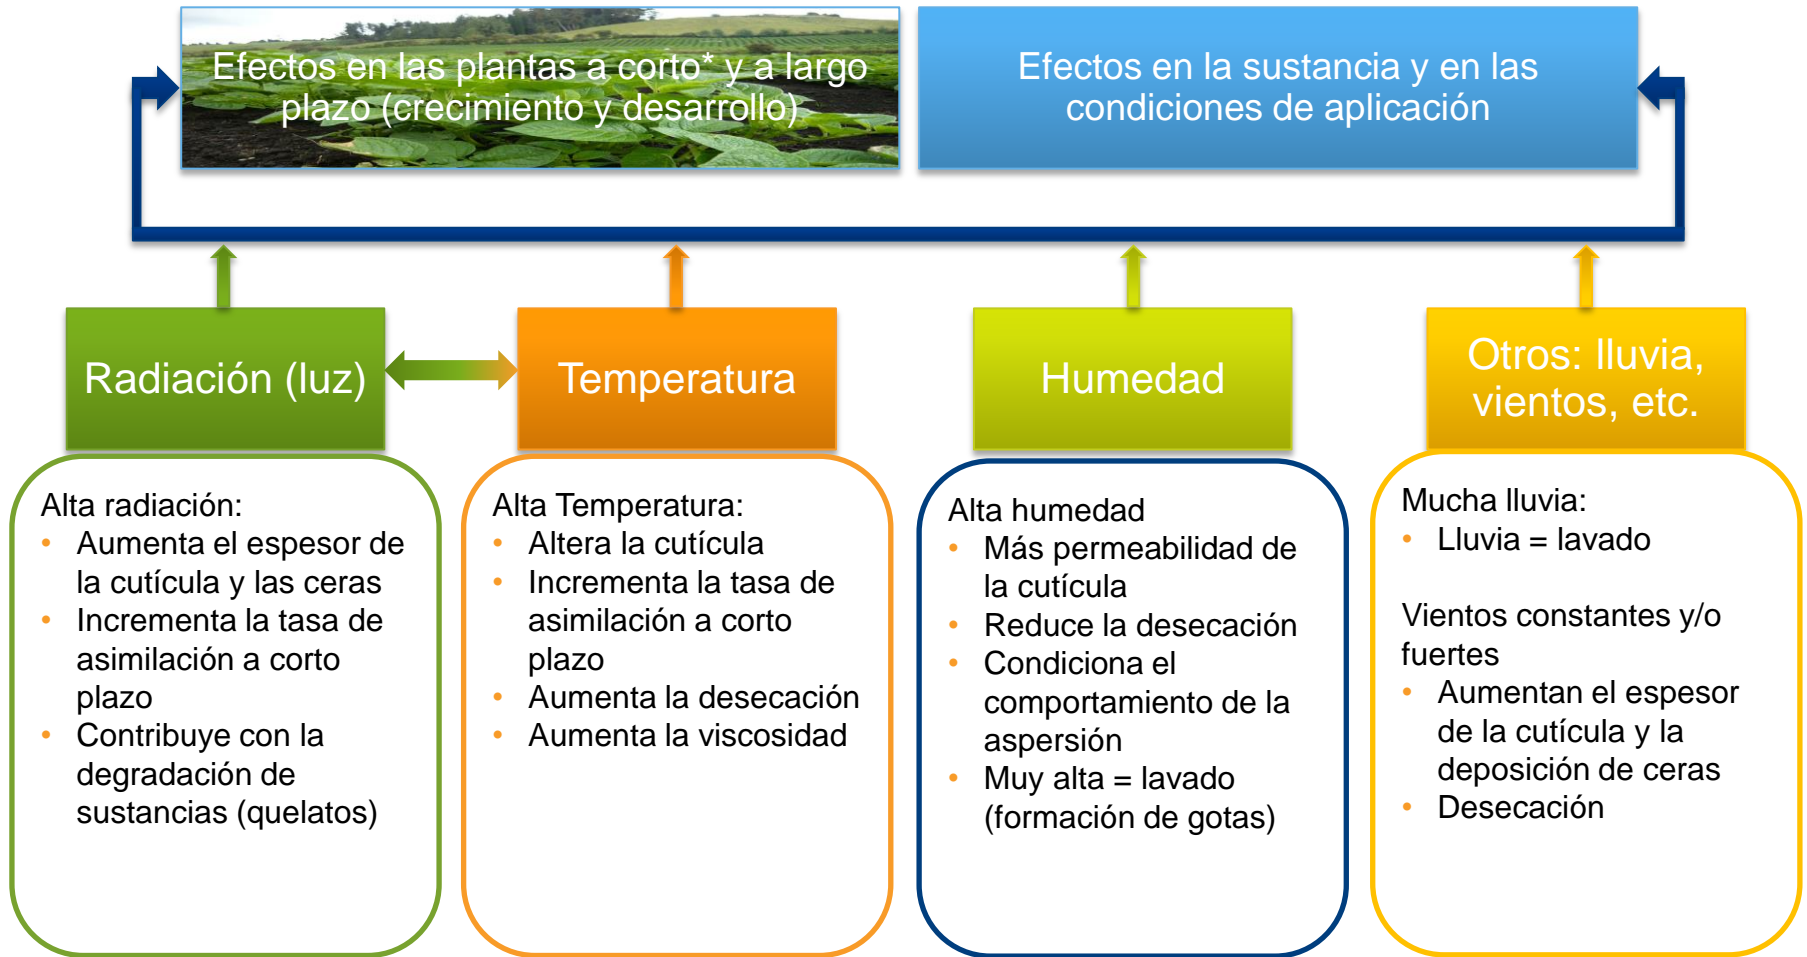 Efectos en las plantas a corto* y a largo
plazo (crecimiento y desarrollo)
Efectos en la sustancia y en las
condiciones de aplicación
Radiación (luz)
Temperatura
Humedad
Otros: lluvia,
vientos, etc.
Alta radiación:
• Aumenta el espesor de
la cutícula y las ceras
• Incrementa la tasa de
asimilación a corto
plazo
• Contribuye con la
degradación de
sustancias (quelatos)
Alta Temperatura:
• Altera la cutícula
• Incrementa la tasa de
asimilación a corto
plazo
• Aumenta la desecación
• Aumenta la viscosidad
Alta humedad
• Más permeabilidad de
la cutícula
• Reduce la desecación
• Condiciona el
comportamiento de la
aspersión
• Muy alta = lavado
(formación de gotas)
Mucha lluvia:
• Lluvia = lavado
Vientos constantes y/o
fuertes
• Aumentan el espesor
de la cutícula y la
deposición de ceras
• Desecación